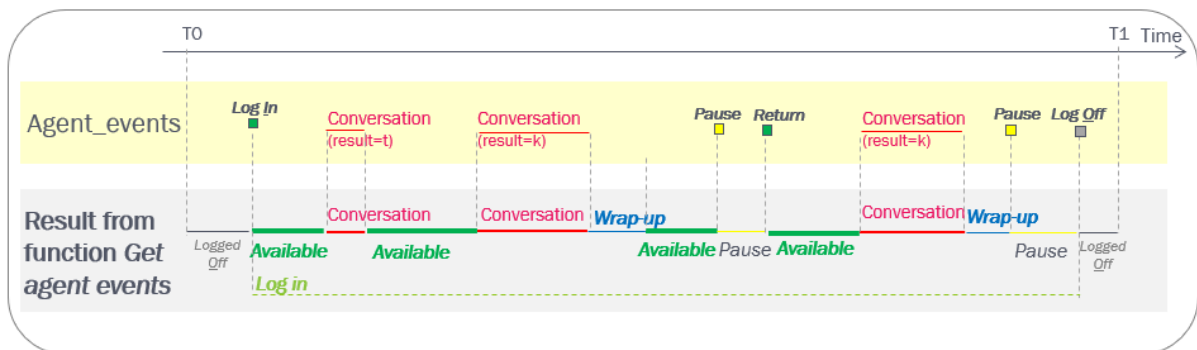 T0
T1 Time
Agent_events
Log In
Conversation
(result=t)
Conversation
(result=k)
Pause
Return
Conversation
(result=k)
Pause
Log Off
Result from
function Get
agent events
Logged
Off
Available
Conversation
Available
Conversation
Wrap-up
Available
Pause
Available
Conversation
Wrap-up
Pause
Logged
Off
Log in